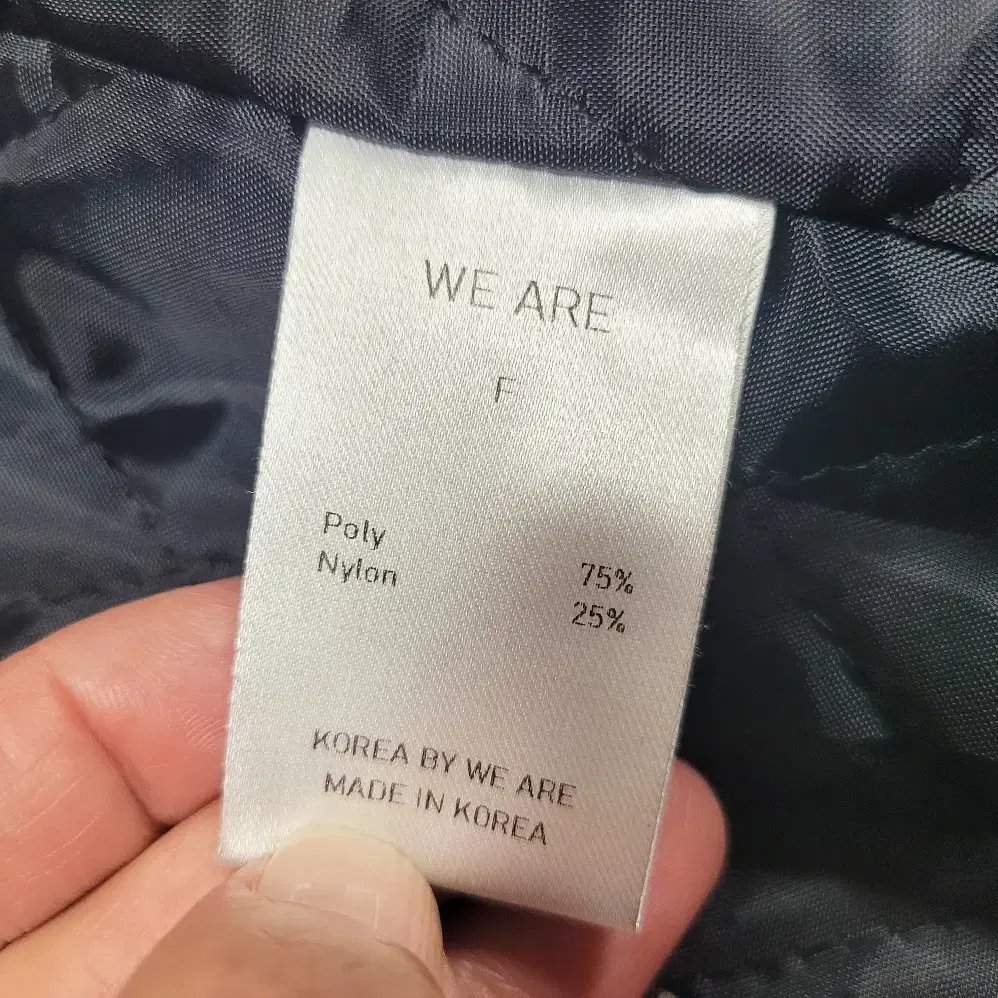 WE ARE
F
Poly 75%
Nylon 25%
KOREA BY WE ARE
MADE IN KOREA